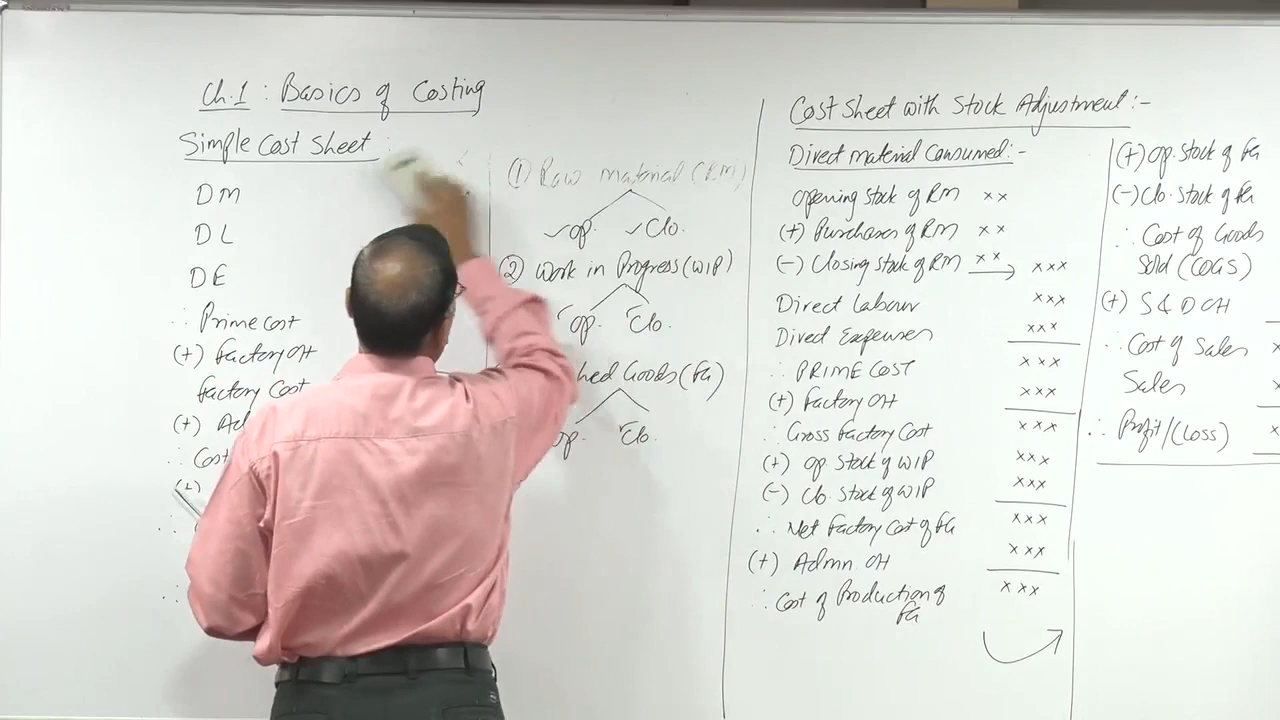 Ch.1 : Basics of Costing
Simple Cost Sheet :
DM
DL
DE
∴ Prime Cost
(+) Factory OH
Factory Cost
(+)
∴ Cost
(+)
① Raw material (RM)
✓op. ✓Clo.
② Work in Progress (WIP)
op. Clo.
Goods (FG)
op. Clo.
Cost Sheet with Stock Adjustment :-
Direct material Consumed :-
opening stock of RM xx
(+) Purchases of RM xx
(-) Closing stock of RM xx → xxx
Direct Labour xxx
Direct Expenses xxx
∴ PRIME COST xxx
(+) Factory OH xxx
∴ Gross Factory Cost xxx
(+) op. Stock of WIP xxx
(-) Clo. Stock of WIP xxx
∴ Net Factory Cost of FG xxx
(+) Admn. OH xxx
∴ Cost of Production of FG xxx
(+) Op. Stock of FG
(-) Clo. Stock of FG
∴ Cost of Goods
Sold (COGS)
(+) S & D OH
∴ Cost of Sales x
Sales x
∴ Profit/(Loss) x